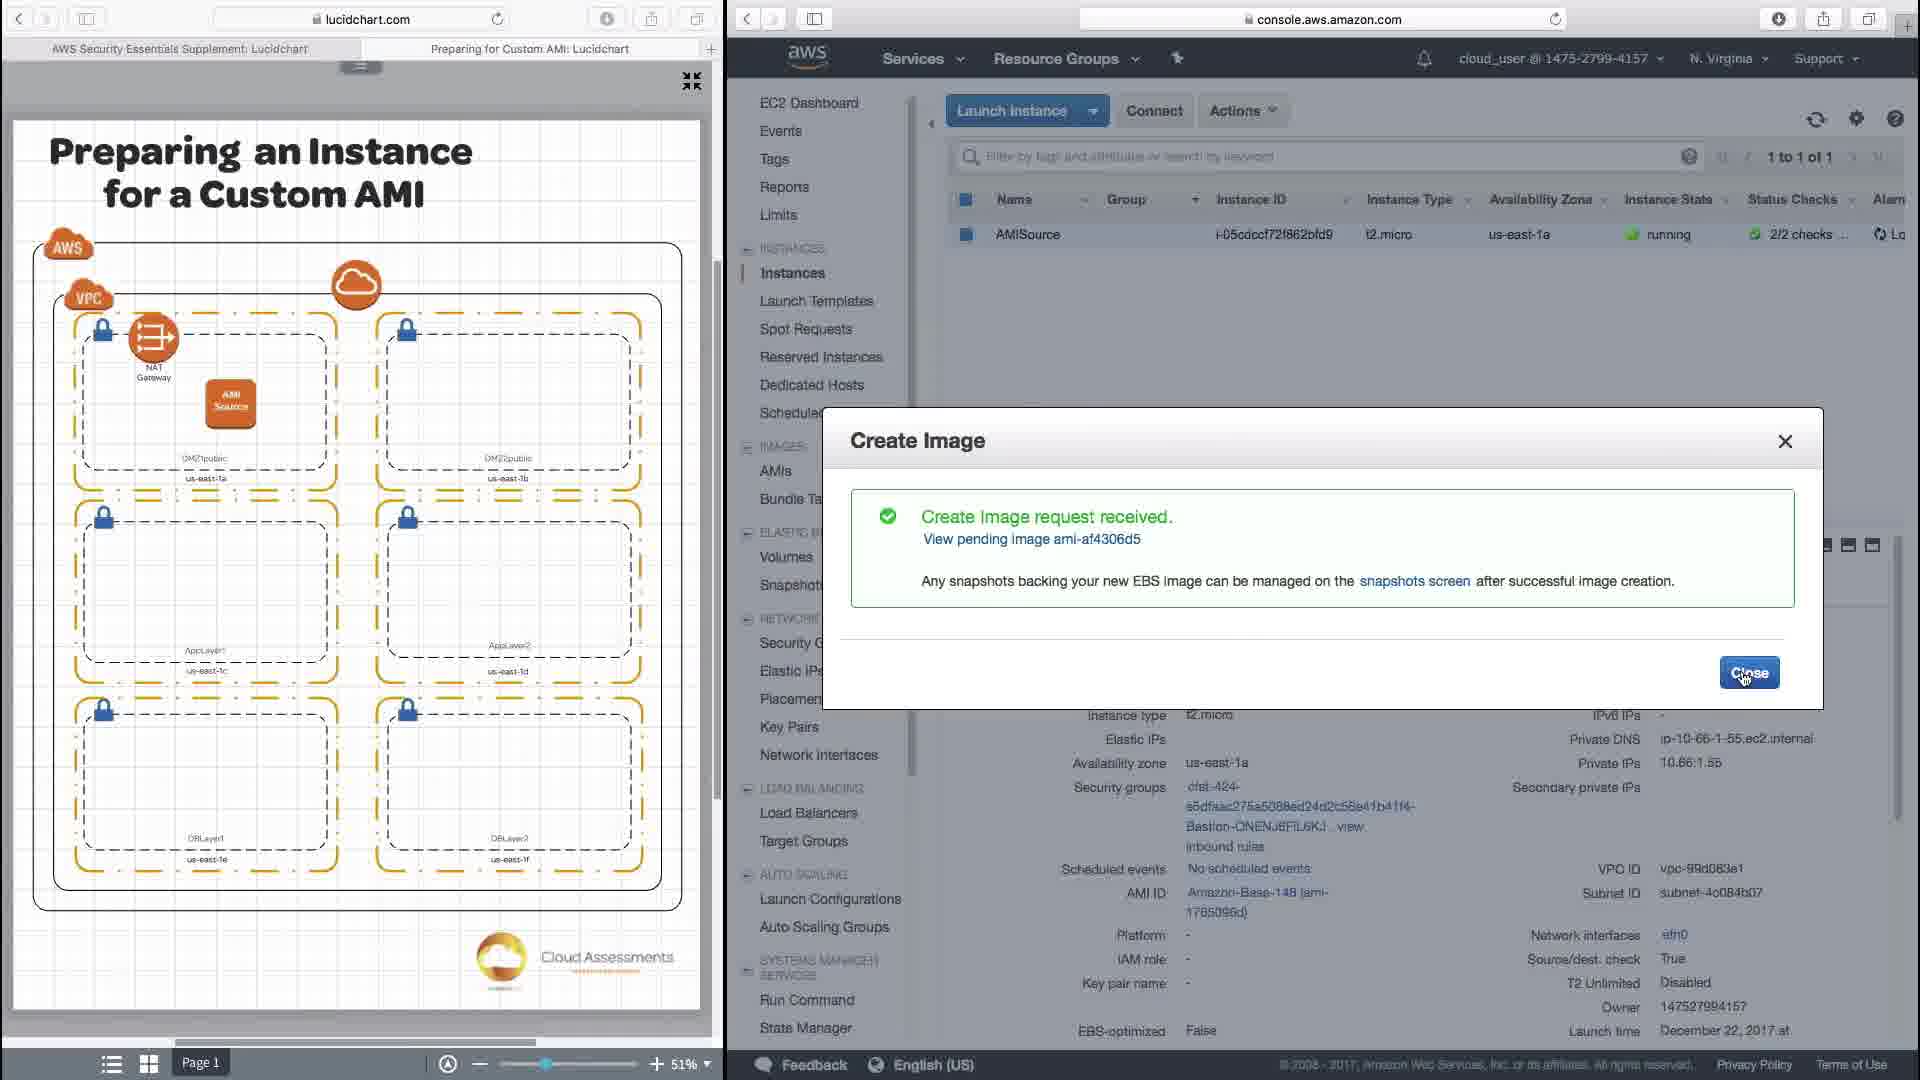 lucidchart.com
AWS Security Essentials Supplement: Lucidchart
Preparing for Custom AMI: Lucidchart
Preparing an Instance
for a Custom AMI
AWS
VPC
NAT
Gateway
AMI
Source
DMZ1public
us-east-1a
DMZ2public
us-east-1b
AppLayer1
us-east-1c
AppLayer2
us-east-1d
DBLayer1
us-east-1e
DBLayer2
us-east-1f
Cloud Assessments
Page 1
51%
console.aws.amazon.com
aws
Services
Resource Groups
cloud_user @ 1475-2799-4157
N. Virginia
Support
EC2 Dashboard
Events
Tags
Reports
Limits
INSTANCES
Instances
Launch Templates
Spot Requests
Reserved Instances
Dedicated Hosts
Scheduled
IMAGES
AMIs
Bundle Ta
ELASTIC B
Volumes
Snapshots
NETWORK
Security G
Elastic IPs
Placemen
Key Pairs
Network Interfaces
LOAD BALANCING
Load Balancers
Target Groups
AUTO SCALING
Launch Configurations
Auto Scaling Groups
SYSTEMS MANAGER
SERVICES
Run Command
State Manager
Launch Instance
Connect
Actions
Filter by tags and attributes or search by keyword
1 to 1 of 1
Name Group Instance ID Instance Type Availability Zone Instance State Status Checks Alarm
AMISource i-05cdccf72f862bfd9 t2.micro us-east-1a running 2/2 checks ... Lo
Create Image
Create Image request received.
View pending image ami-af4306d5
Any snapshots backing your new EBS image can be managed on the snapshots screen after successful image creation.
Close
Instance type t2.micro
Elastic IPs
Availability zone us-east-1a
Security groups
inbound rules
Scheduled events No scheduled events
AMI ID
Platform -
IAM role -
Key pair name -
EBS-optimized False
IPv6 IPs -
Private DNS ip-10-66-1-55.ec2.internal
Private IPs 10.66.1.55
Secondary private IPs
VPC ID vpc-99d063e1
Subnet ID subnet-4c084b07
Network interfaces eth0
Source/dest. check True
T2 Unlimited Disabled
Owner 147527994157
Launch time December 22, 2017 at
Feedback
English (US)
© 2008 - 2017, Amazon Web Services, Inc. or its affiliates. All rights reserved.
Privacy Policy
Terms of Use